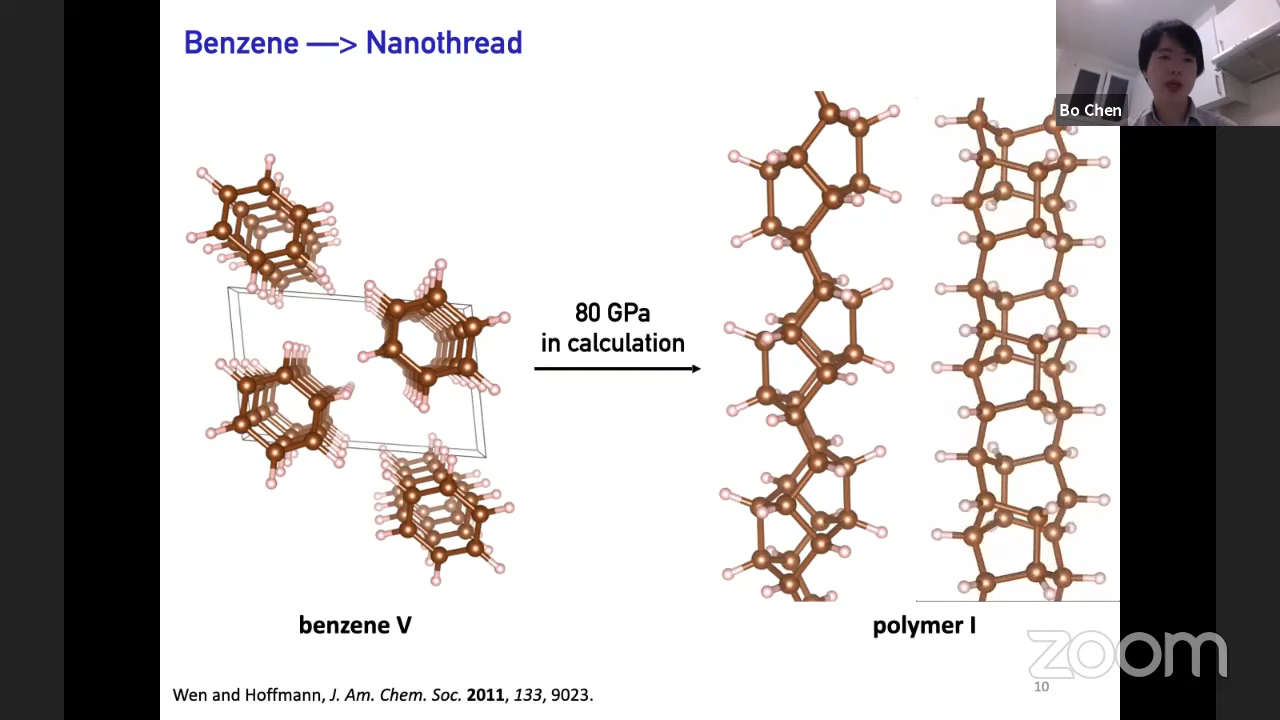 Benzene —> Nanothread
Bo Chen
80 GPa
in calculation
benzene V
polymer I
zoom
10
Wen and Hoffmann, J. Am. Chem. Soc. 2011, 133, 9023.